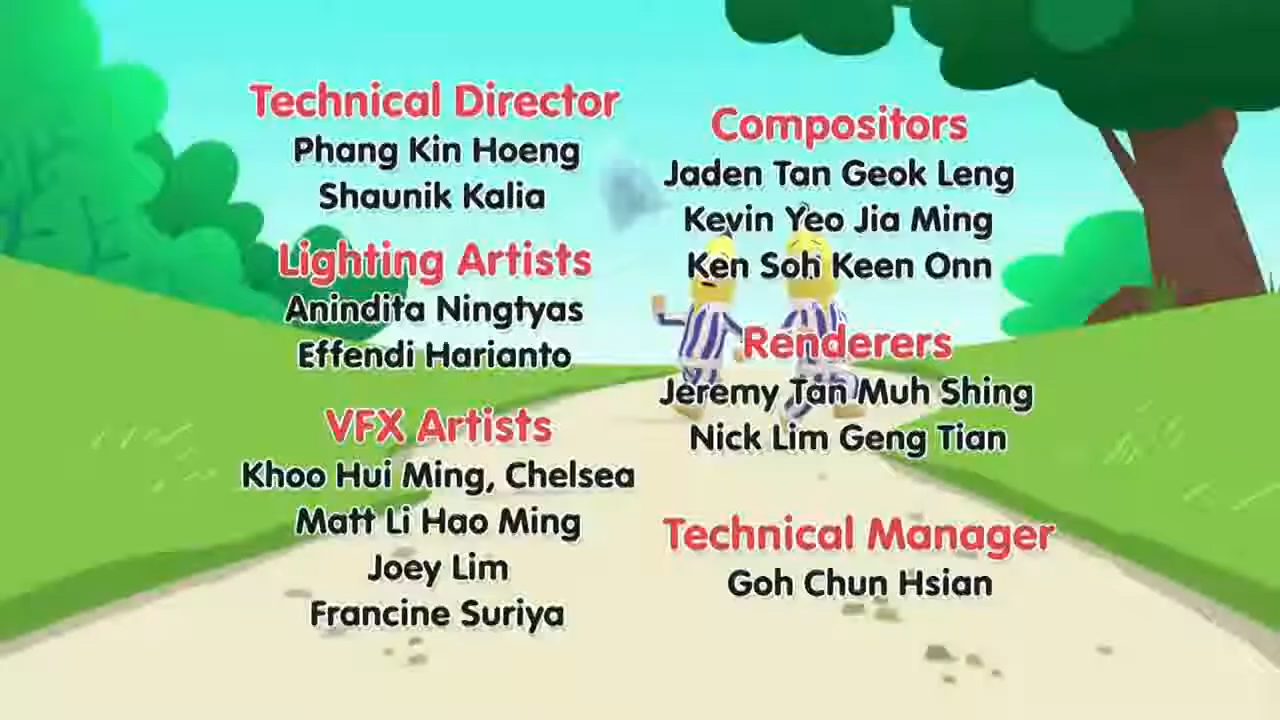 Technical Director
Phang Kin Hoeng
Shaunik Kalia
Lighting Artists
Anindita Ningtyas
Effendi Harianto
VFX Artists
Khoo Hui Ming, Chelsea
Matt Li Hao Ming
Joey Lim
Francine Suriya
Compositors
Jaden Tan Geok Leng
Kevin Yeo Jia Ming
Ken Soh Keen Onn
Renderers
Jeremy Tan Muh Shing
Nick Lim Geng Tian
Technical Manager
Goh Chun Hsian